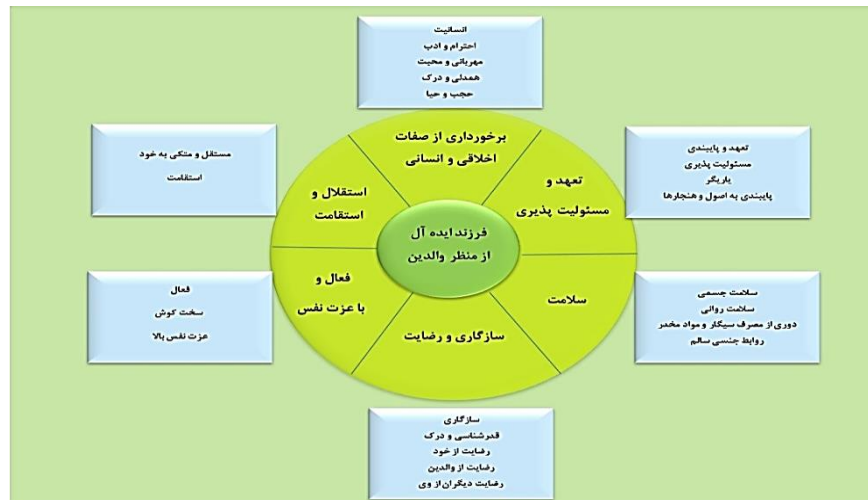 انسانیت
احترام و ادب
مهربانی و محبت
همدلی و درک
حجب و حیا
برخورداری از صفات
اخلاقی و انسانی
تعهد و پایبندی
مسئولیت پذیری
یاریگر
پایبندی به اصول و هنجارها
تعهد و
مسئولیت پذیری
مستقل و متکی به خود
استقامت
استقلال و
استقامت
فرزند ایده آل
از منظر والدین
سلامت جسمی
سلامت روانی
دوری از مصرف سیگار و مواد مخدر
روابط جنسی سالم
سلامت
فعال و
با عزت نفس
فعال
سخت کوش
عزت نفس بالا
سازگاری و رضایت
سازگاری
قدرشناسی و درک
رضایت از خود
رضایت از والدین
رضایت دیگران از وی